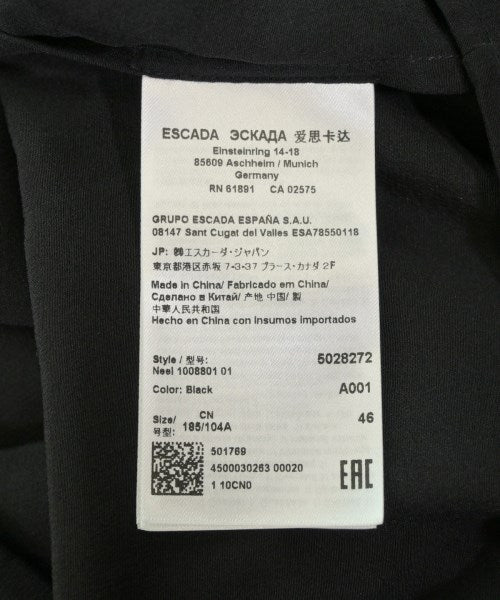 ESCADA ЭСКАДА 爱思卡达
Einsteinring 14-18
85609 Aschheim / Munich
Germany
RN 61891 CA 02575
GRUPO ESCADA ESPAÑA S.A.U.
08147 Sant Cugat del Valles ESA78550118
JP: ㈱エスカーダ・ジャパン
東京都港区赤坂 7-3-37 プラース・カナダ 2F
Made in China/ Fabricado em China/
Сделано в Китай/ 产地 中国/ 製
中華人民共和国
Hecho en China con insumos importados
Style / 型号: 5028272
Neel 1008801 01
Color: Black A001
Size/ CN 46
号型: 185/104A
501769
4500030263 00020
1 10CN0
EAC